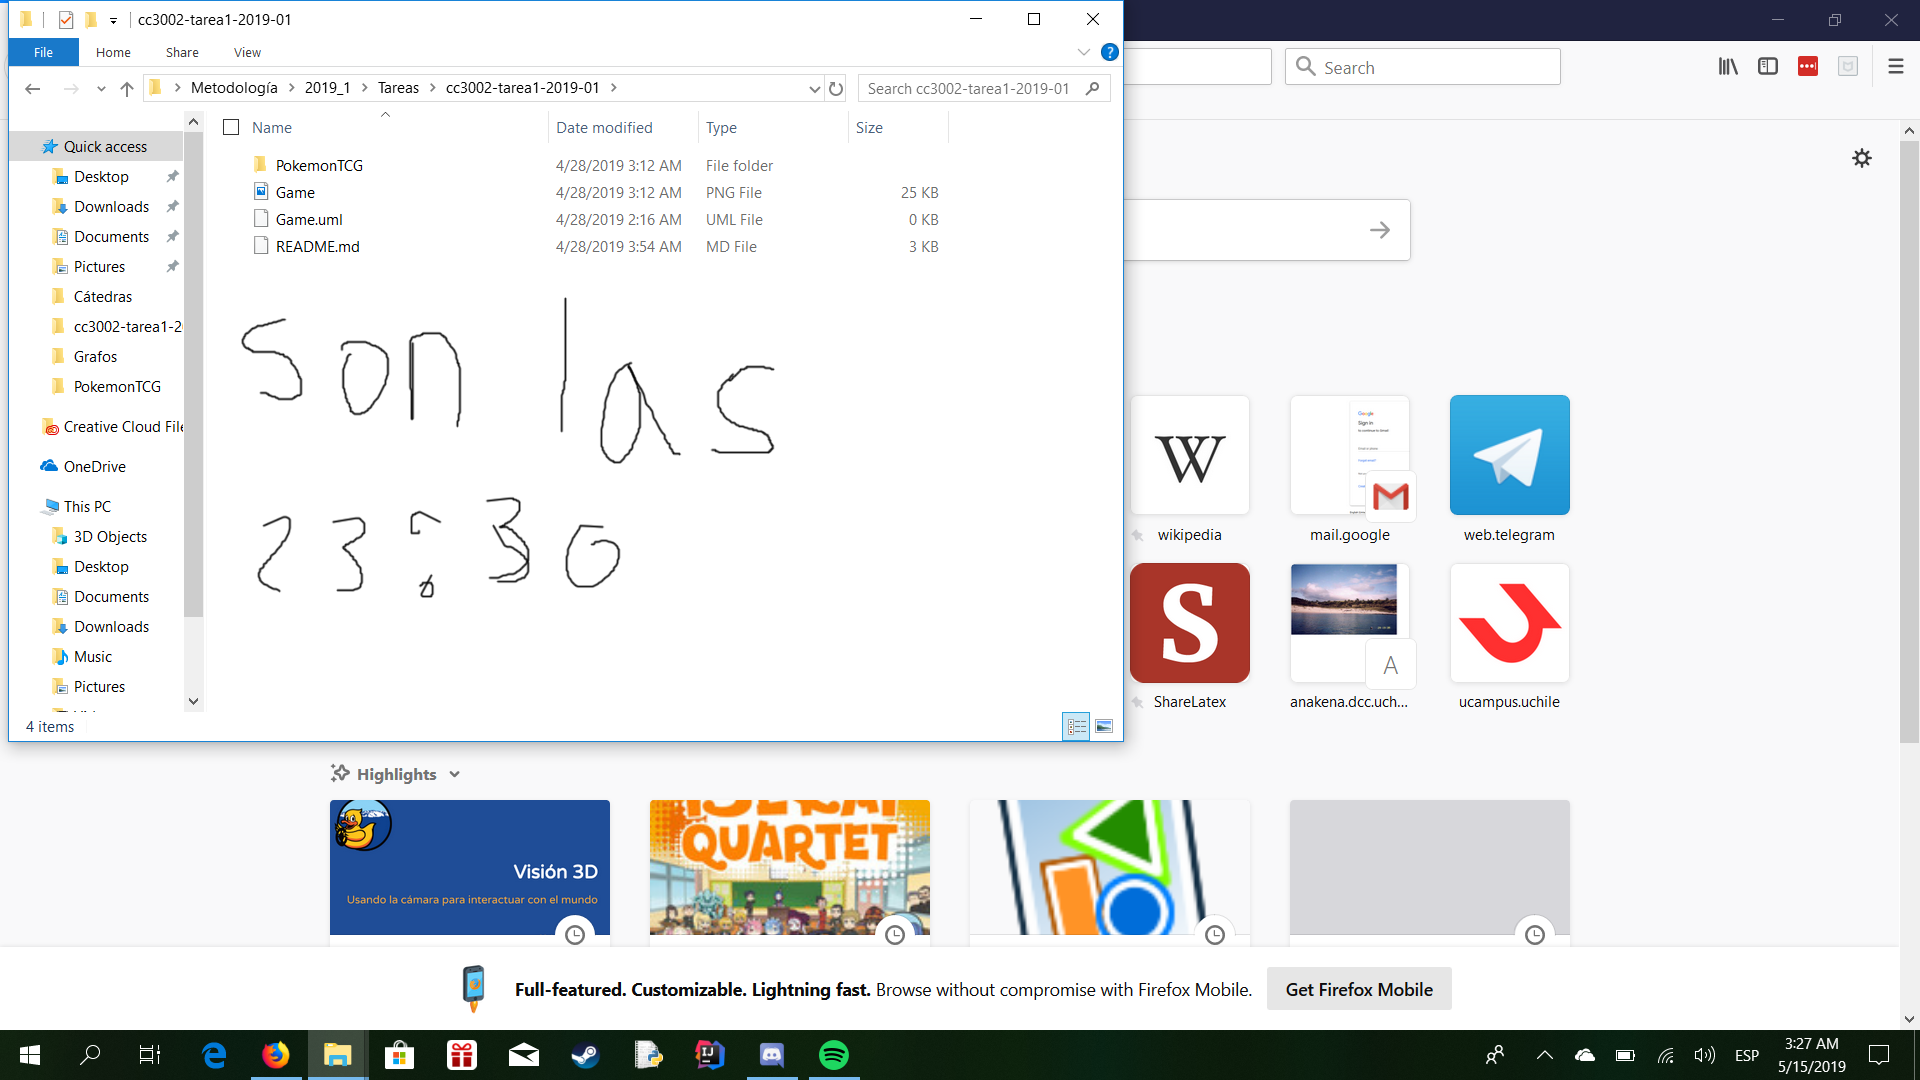 cc3002-tarea1-2019-01
File Home Share View
Metodología 2019_1 Tareas cc3002-tarea1-2019-01
Search cc3002-tarea1-2019-01
Search
Name Date modified Type Size
PokemonTCG 4/28/2019 3:12 AM File folder
Game 4/28/2019 3:12 AM PNG File 25 KB
Game.uml 4/28/2019 2:16 AM UML File 0 KB
README.md 4/28/2019 3:54 AM MD File 3 KB
Quick access
Desktop
Downloads
Documents
Pictures
Cátedras
cc3002-tarea1-2
Grafos
PokemonTCG
Creative Cloud File
OneDrive
This PC
3D Objects
Desktop
Documents
Downloads
Music
Pictures
4 items
son las
23:30
W
Google
Sign in
wikipedia
mail.google
web.telegram
S
A
ShareLatex
anakena.dcc.uch...
ucampus.uchile
Highlights
Visión 3D
Usando la cámara para interactuar con el mundo
ISEKAI
QUARTET
Full-featured. Customizable. Lightning fast. Browse without compromise with Firefox Mobile.
Get Firefox Mobile
ESP
3:27 AM
5/15/2019